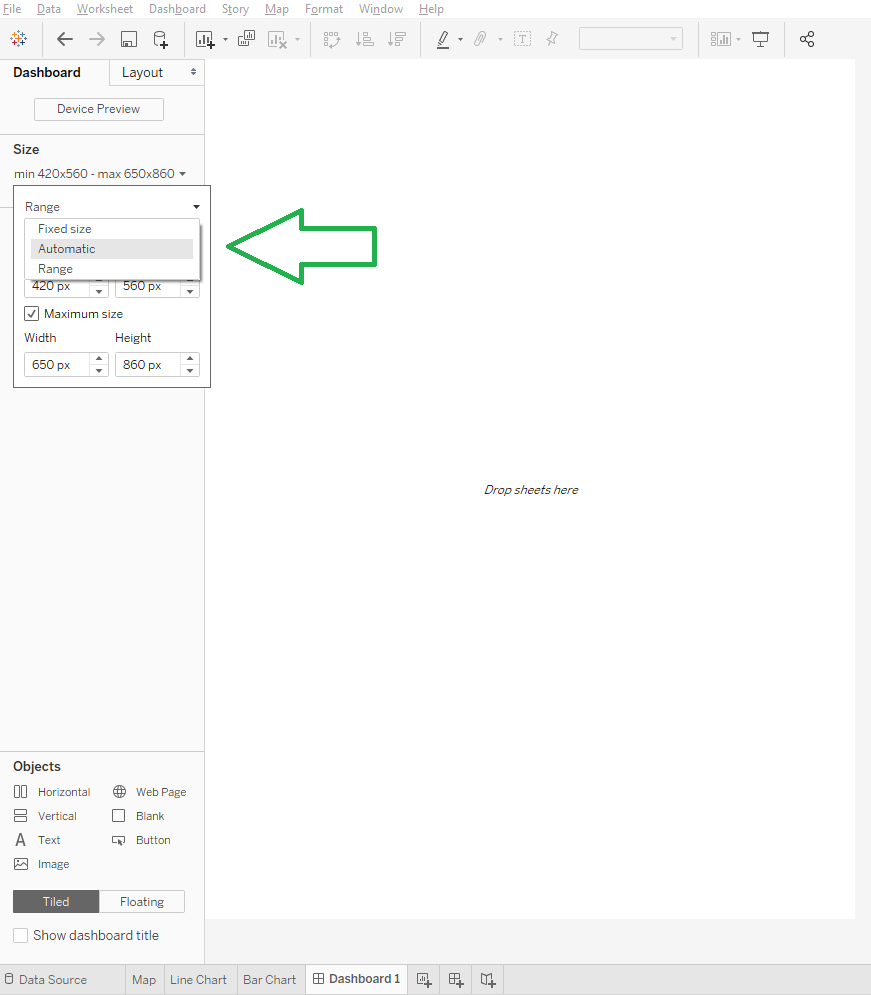 File Data Worksheet Dashboard Story Map Format Window Help
Dashboard Layout
Device Preview
Size
min 420x560 - max 650x860
Range
Fixed size
Automatic
Range
420 px 560 px
Maximum size
Width Height
650 px 860 px
Drop sheets here
Objects
Horizontal Web Page
Vertical Blank
A Text Button
Image
Tiled Floating
Show dashboard title
Data Source Map Line Chart Bar Chart Dashboard 1